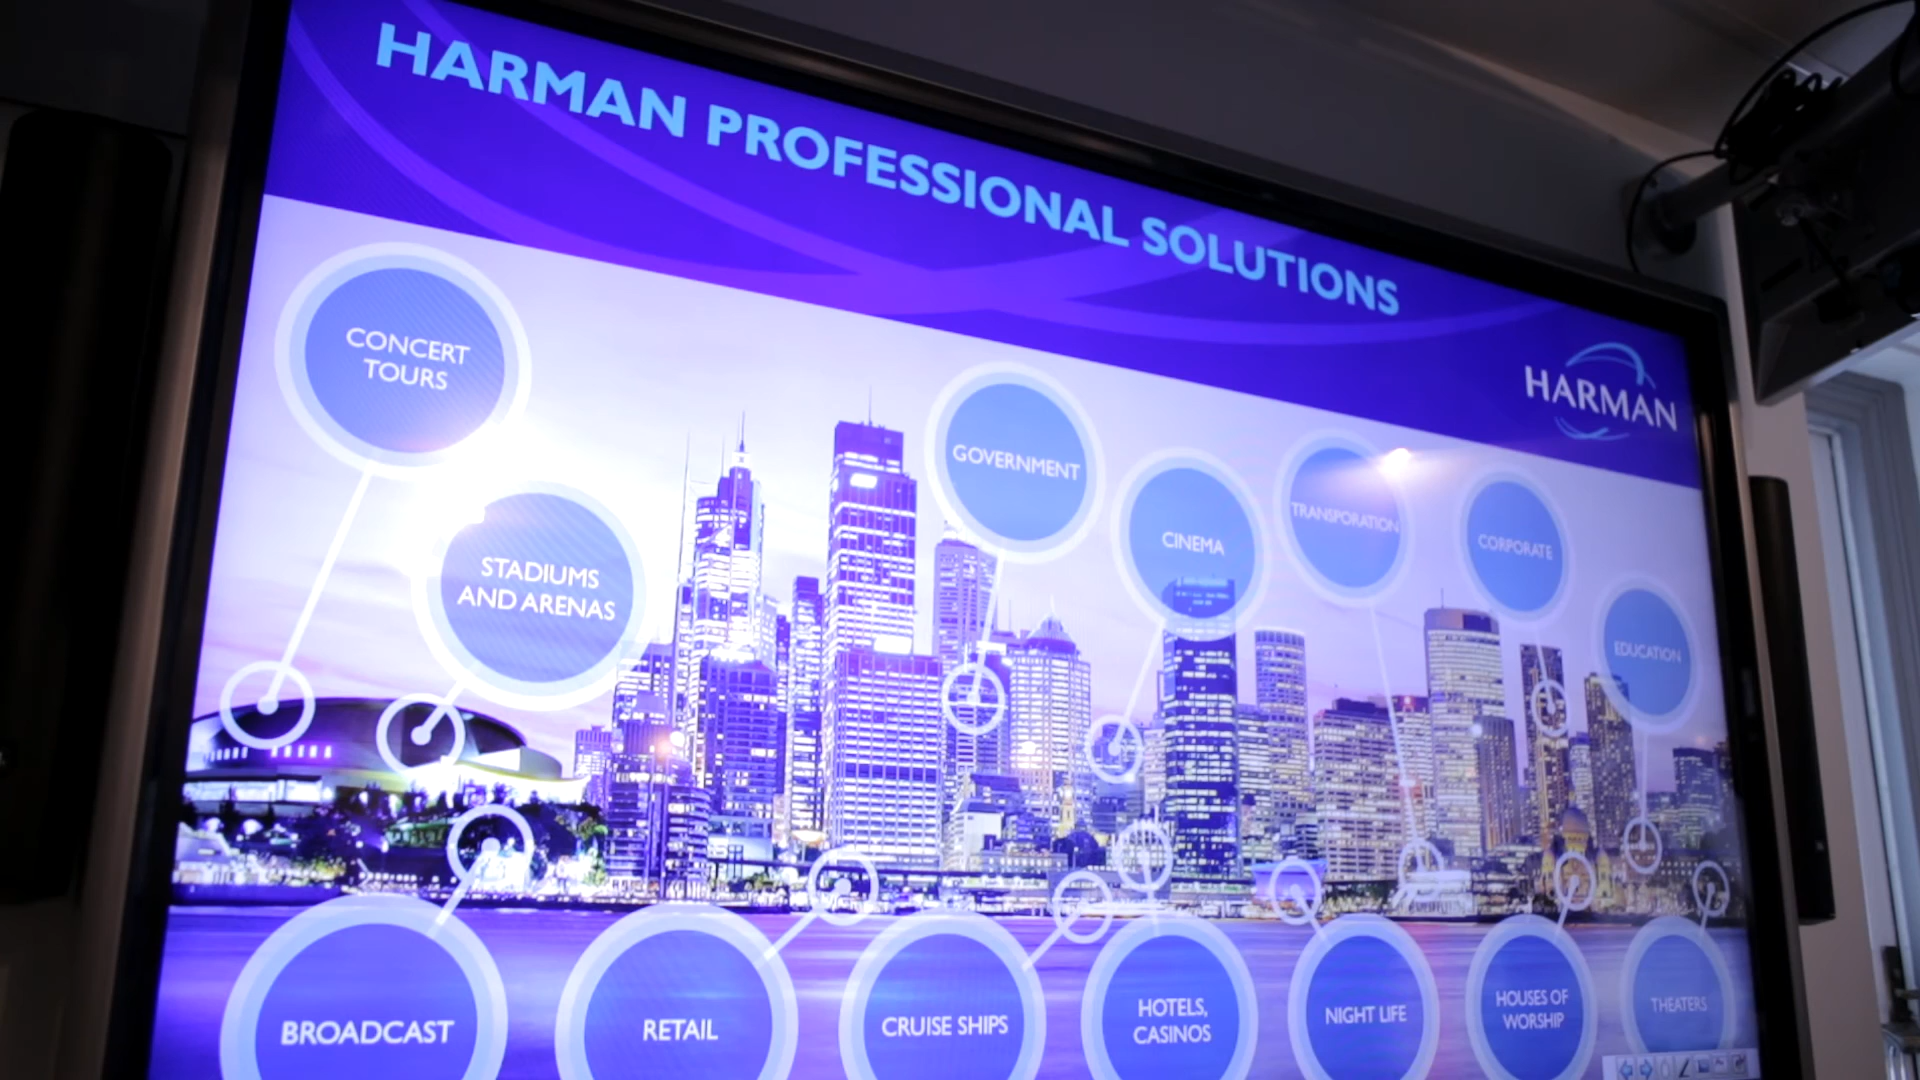 HARMAN PROFESSIONAL SOLUTIONS
HARMAN
CONCERT
TOURS
STADIUMS
AND ARENAS
GOVERNMENT
CINEMA
TRANSPORATION
CORPORATE
EDUCATION
BROADCAST
RETAIL
CRUISE SHIPS
HOTELS,
CASINOS
NIGHT LIFE
HOUSES OF
WORSHIP
THEATERS